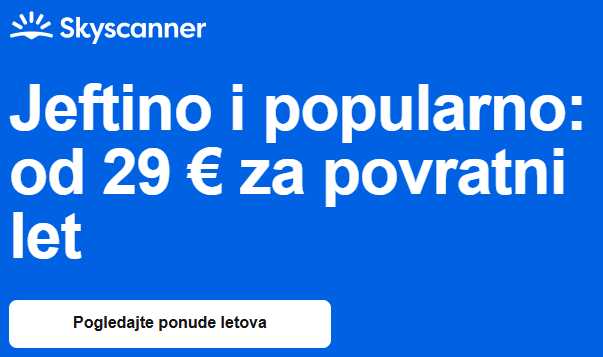 Skyscanner
Jeftino i popularno:
od 29 € za povratni
let
Pogledajte ponude letova